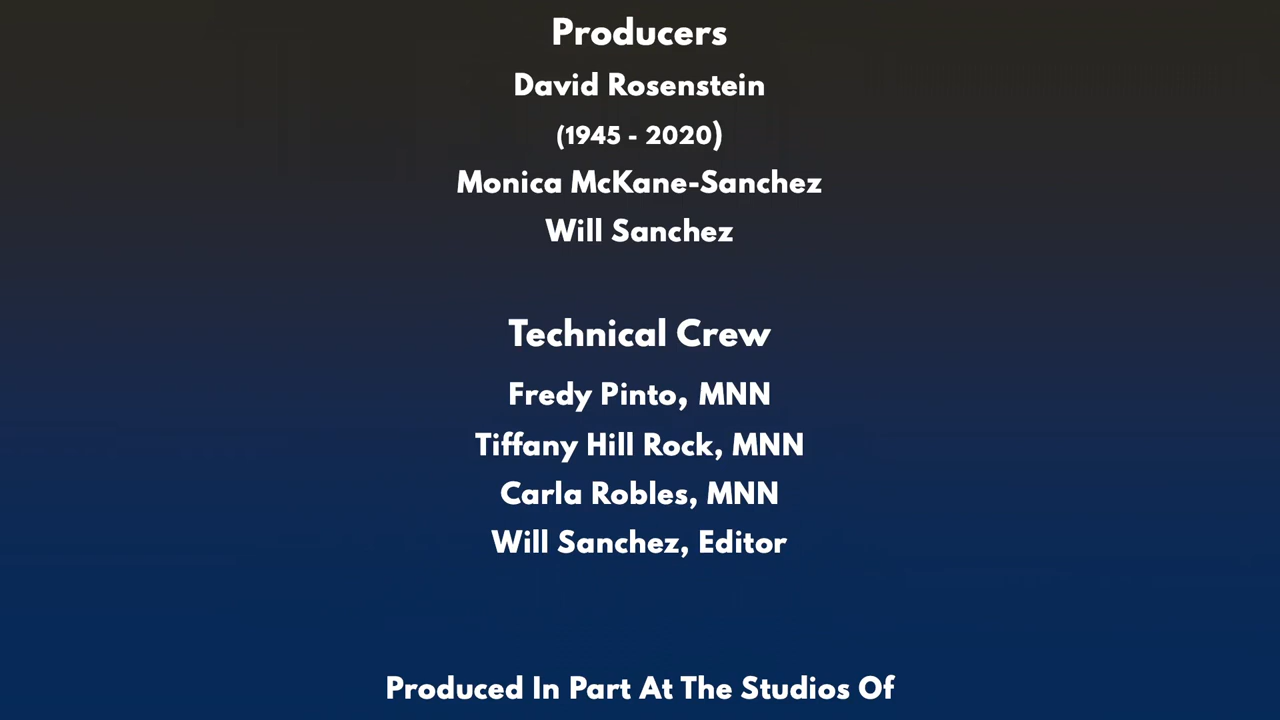 Producers
David Rosenstein
(1945 - 2020)
Monica McKane-Sanchez
Will Sanchez
Technical Crew
Fredy Pinto, MNN
Tiffany Hill Rock, MNN
Carla Robles, MNN
Will Sanchez, Editor
Produced In Part At The Studios Of